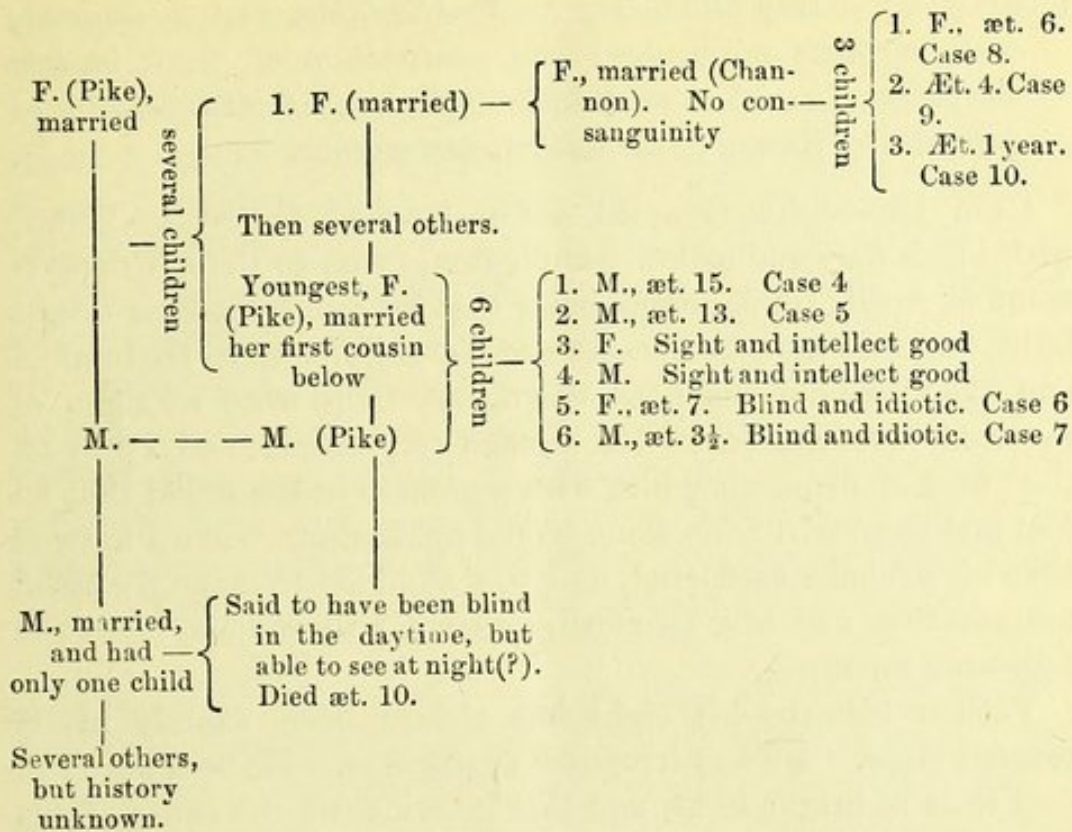 F. (Pike),
married
several children
1. F. (married) —
F., married (Chan-
non). No con-
sanguinity
3 children
1. F., æt. 6.
Case 8.
2. Æt. 4. Case
9.
3. Æt. 1 year.
Case 10.
Then several others.
Youngest, F.
(Pike), married
her first cousin
below
6 children
1. M., æt. 15. Case 4
2. M., æt. 13. Case 5
3. F. Sight and intellect good
4. M. Sight and intellect good
5. F., æt. 7. Blind and idiotic. Case 6
6. M., æt. 3½. Blind and idiotic. Case 7
M. — — — M. (Pike)
M., married,
and had —
only one child
Said to have been blind
in the daytime, but
able to see at night(?).
Died æt. 10.
Several others,
but history
unknown.